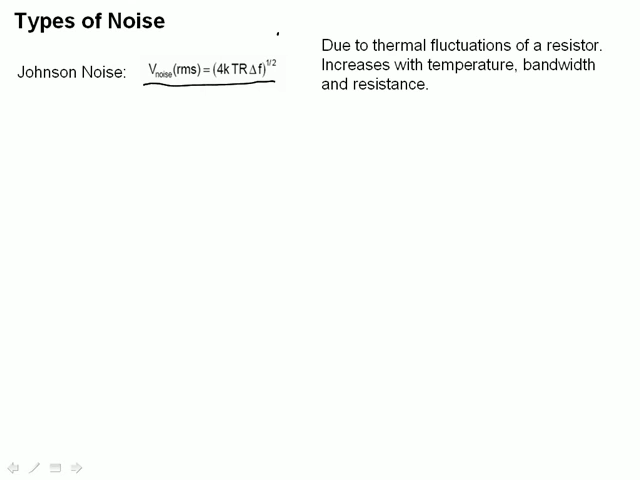 Types of Noise
Johnson Noise: Vnoise(rms) = (4k TR Δf)^1/2
Due to thermal fluctuations of a resistor.
Increases with temperature, bandwidth
and resistance.